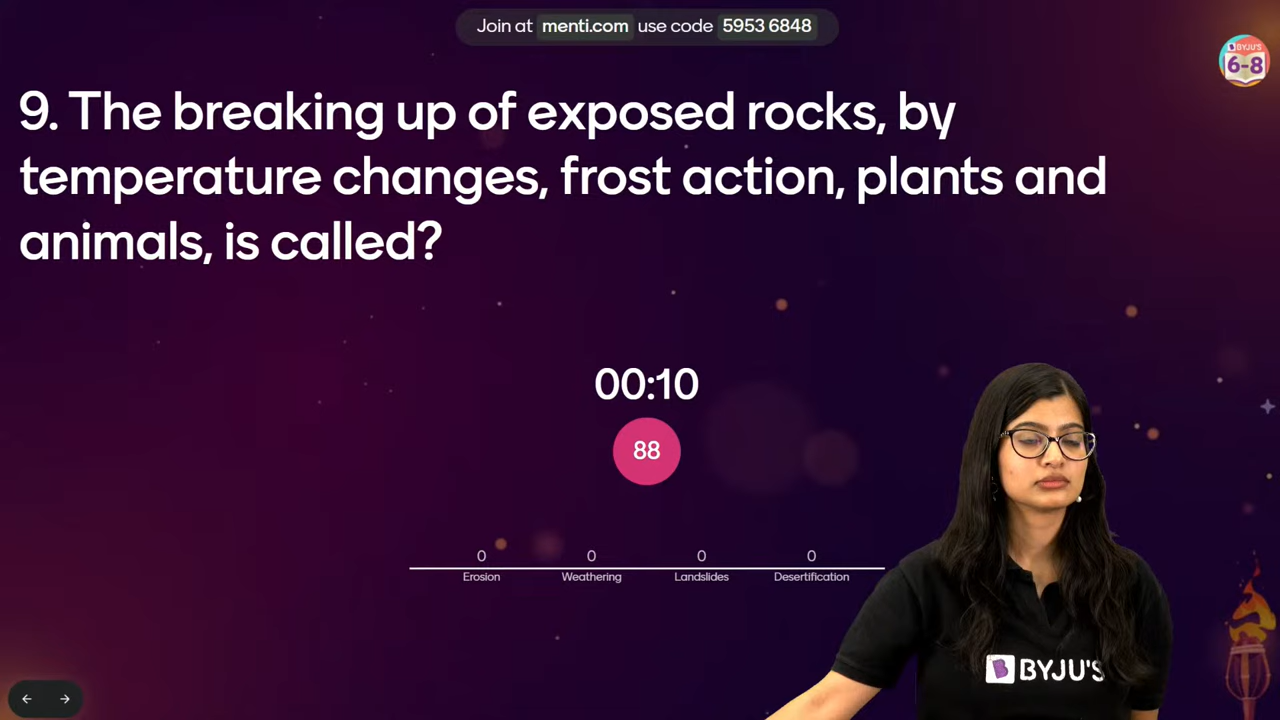 Join at menti.com use code 5953 6848
BYJU'S
6-8
9. The breaking up of exposed rocks, by
temperature changes, frost action, plants and
animals, is called?
00:10
88
0 0 0 0
Erosion Weathering Landslides Desertification
BYJU'S